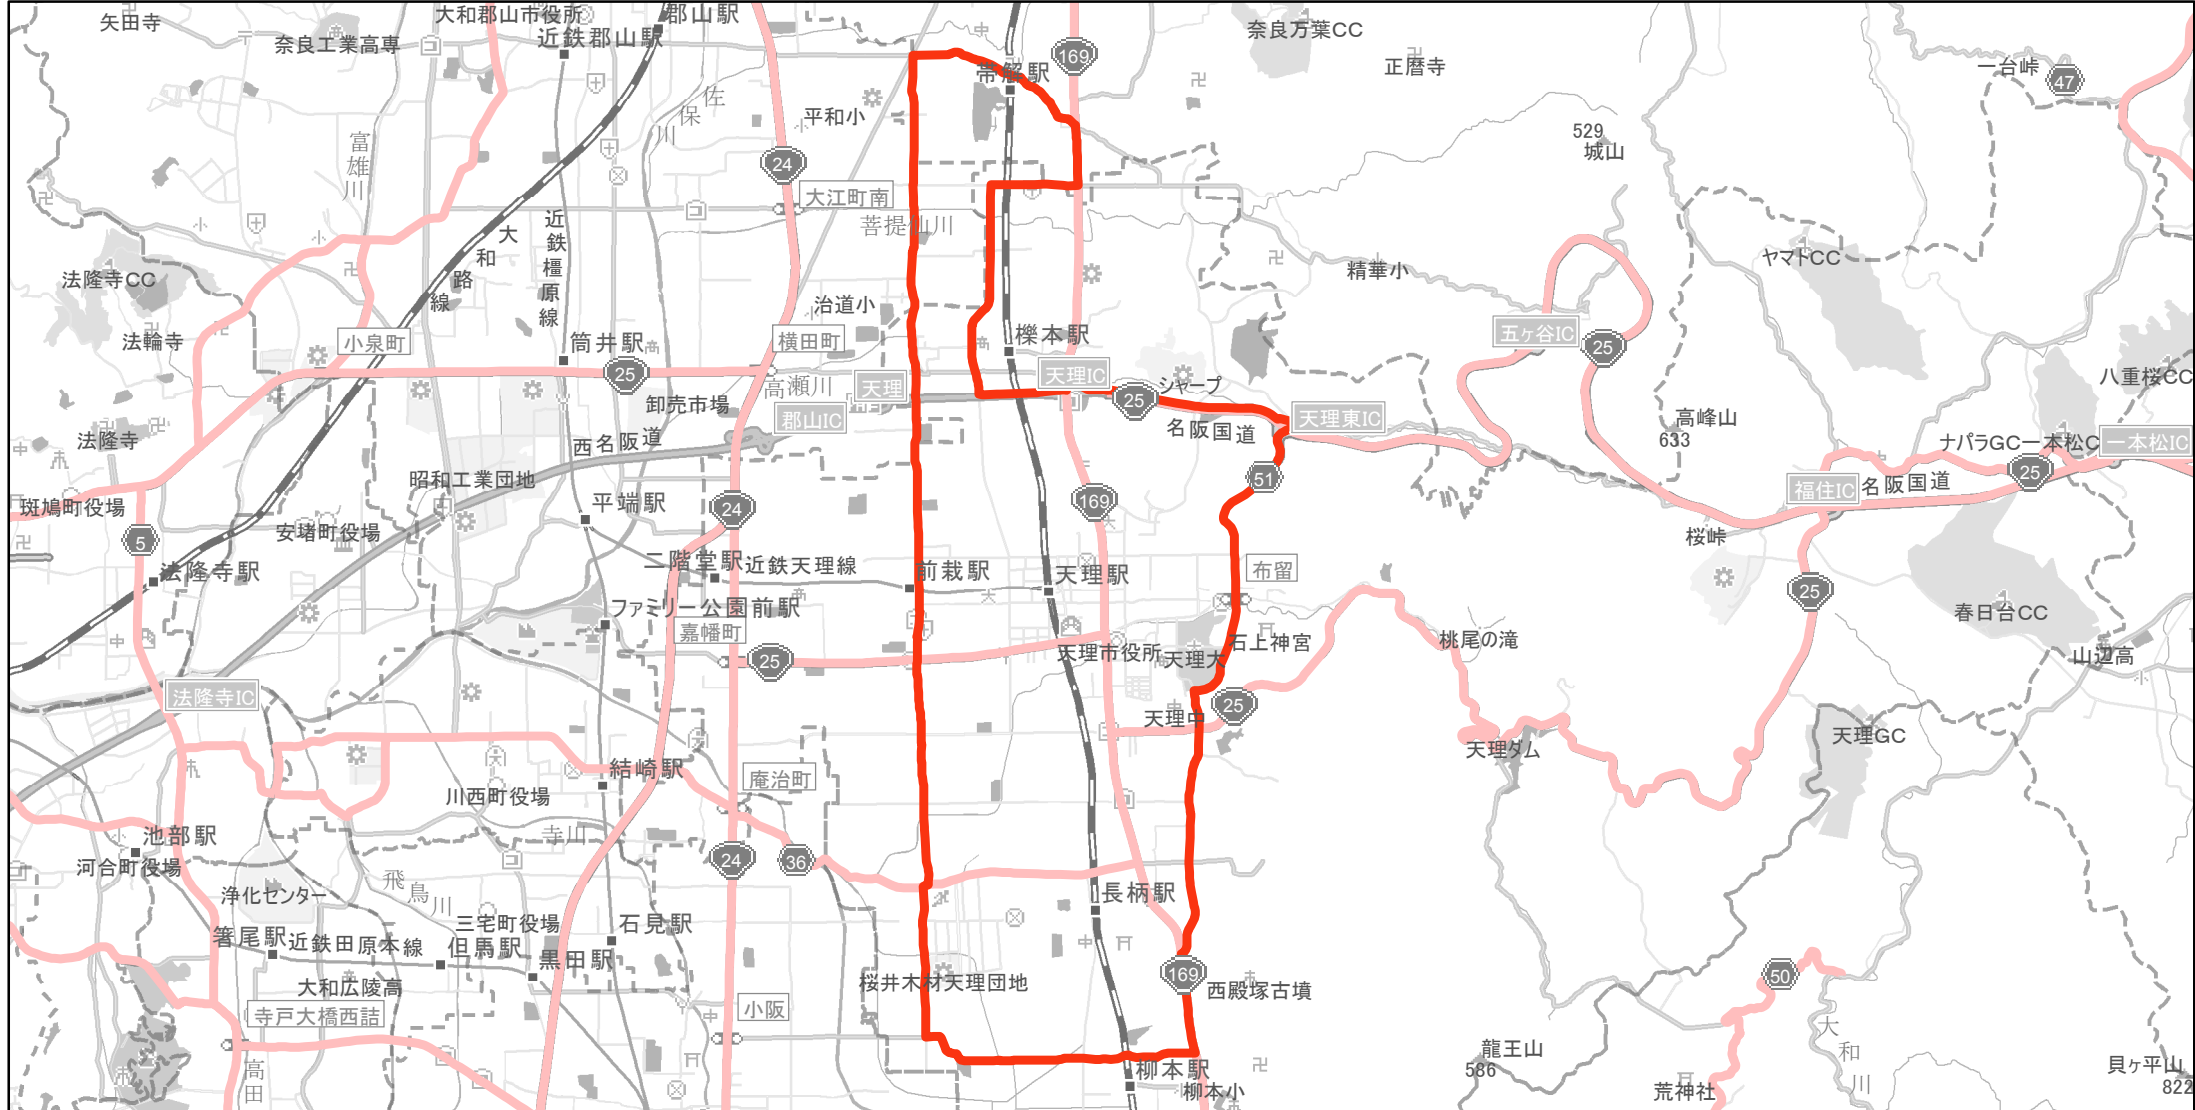 矢田寺
大和郡山市役所
郡山駅
奈良工業高専
近鉄郡山駅
奈良万葉CC
169
正暦寺
一台峠
47
帯解駅
佐
保
川
平和小
529
城山
富
雄
川
24
大江町南
菩提仙川
近
鉄
橿
原
線
大
和
路
線
法隆寺CC
精華小
ヤマトCC
治道小
法輪寺
小泉町
筒井駅
横田町
櫟本駅
五ヶ谷IC
25
25
高瀬川
天理
天理IC
25
シャープ
八重桜CC
卸売市場
郡山IC
天理東IC
高峰山
633
法隆寺
西名阪道
名阪国道
ナパラGC一本松C
一本松IC
昭和工業団地
51
25
斑鳩町役場
平端駅
24
169
福住IC
名阪国道
安堵町役場
5
桜峠
法隆寺駅
二階堂駅
近鉄天理線
前栽駅
天理駅
布留
25
ファミリー公園前駅
嘉幡町
春日台CC
25
天理市役所
天理大
石上神宮
桃尾の滝
山辺高
法隆寺IC
天理中
25
天理ダム
天理GC
結崎駅
庵治町
川西町役場
寺川
池部駅
河合町役場
24
36
飛
鳥
川
浄化センター
長柄駅
三宅町役場
石見駅
箸尾駅
近鉄田原本線
但馬駅
黒田駅
169
50
大和広陵高
桜井木材天理団地
西殿塚古墳
寺戸大橋西詰
小阪
大
和
川
龍王山
586
高
田
柳本駅
柳本小
荒神社
貝ヶ平山
822